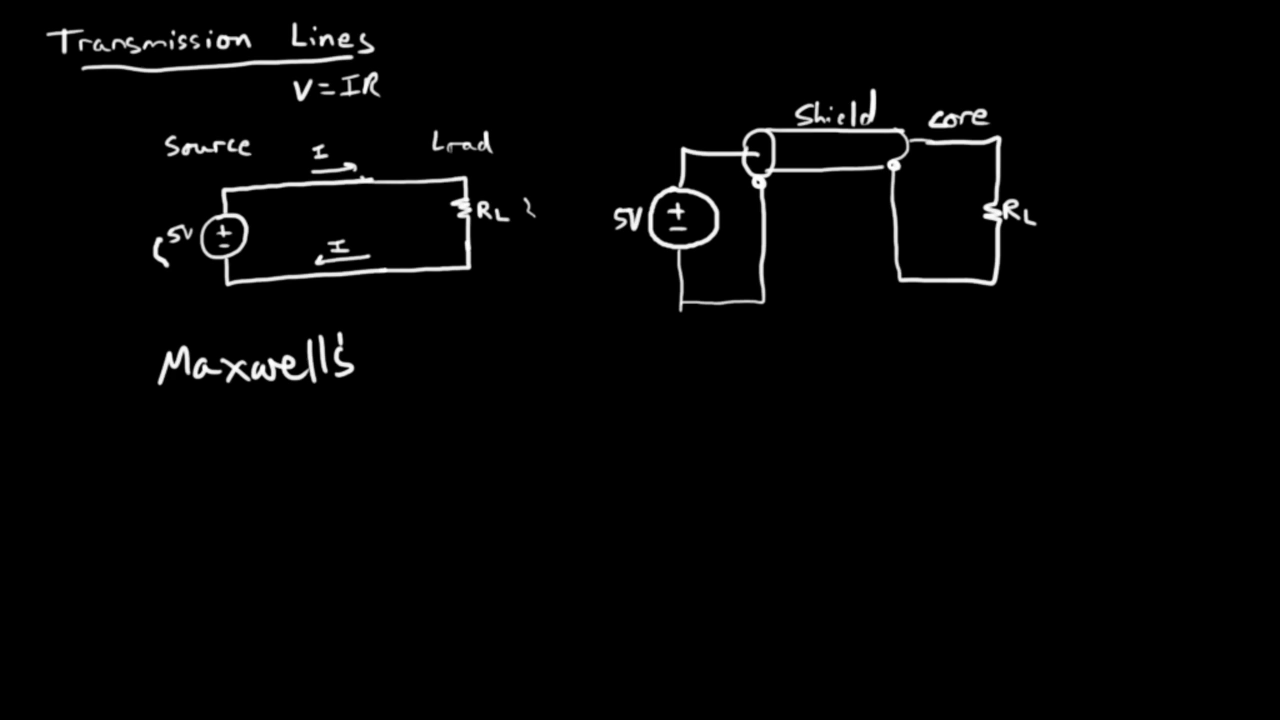 Transmission Lines
V=IR
Source I Load
5V + - RL
I
Maxwell's
Shield core
5V + - RL